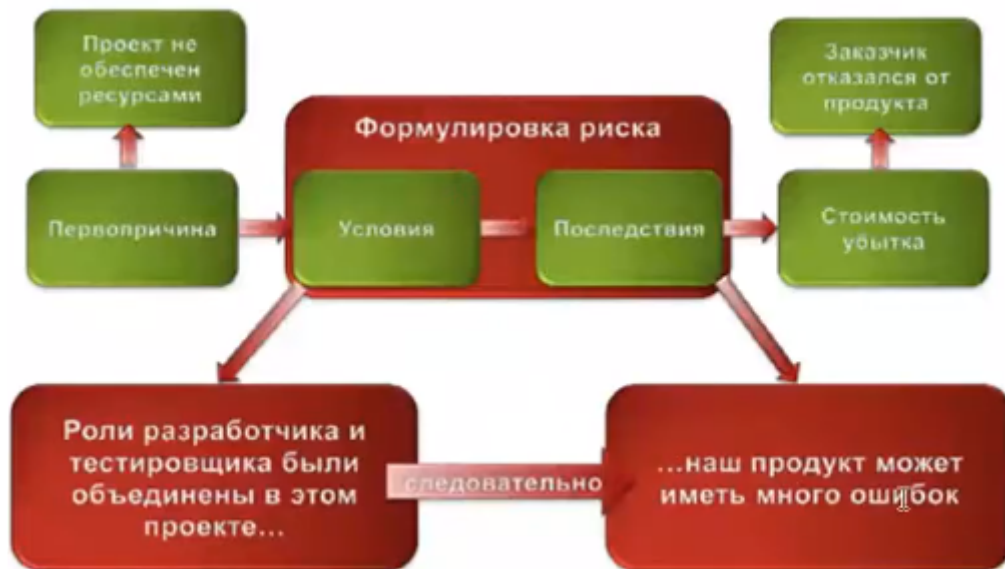 Проект не
обеспечен
ресурсами
Заказчик
отказался от
продукта
Формулировка риска
Первопричина
Условия
Последствия
Стоимость
убытка
Роли разработчика и
тестировщика были
объединены в этом
проекте...
следовательно
...наш продукт может
иметь много ошибок